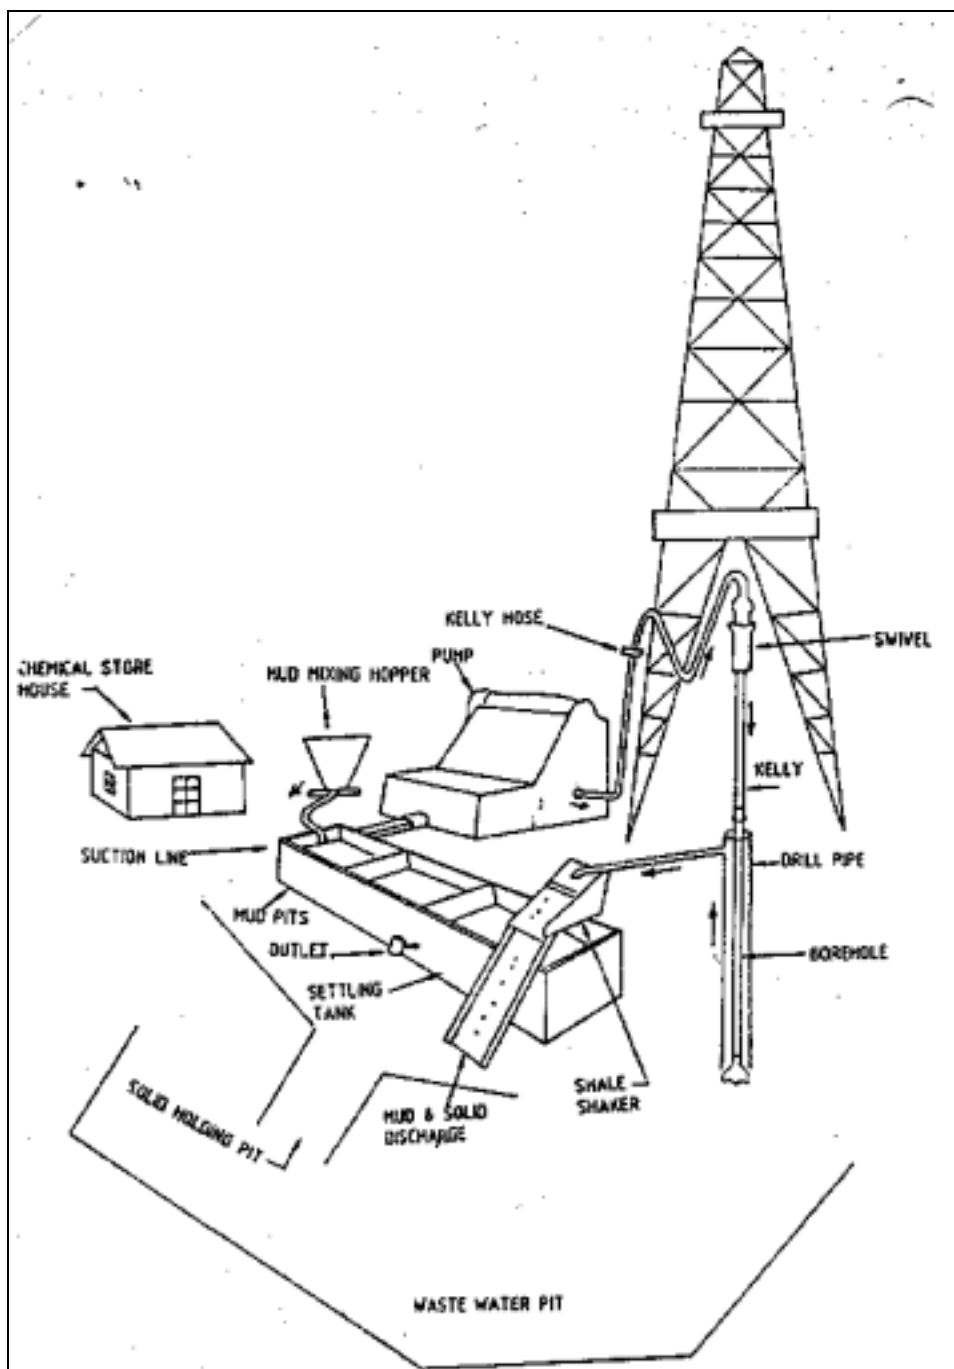 KELLY HOSE
SWIVEL
PUMP
CHEMICAL STORE
HOUSE
MUD MIXING HOPPER
KELLY
SUCTION LINE
DRILL PIPE
MUD PITS
OUTLET
BOREHOLE
SETTLING
TANK
SOLID HOLDING PIT
MUD & SOLID
DISCHARGE
SHALE
SHAKER
WASTE WATER PIT